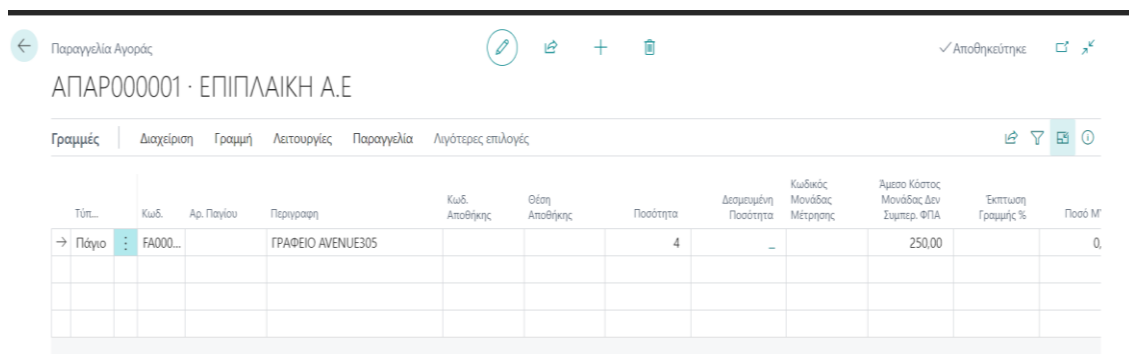 Παραγγελία Αγοράς
Αποθηκεύτηκε
ΑΠΑΡ000001 · ΕΠΙΠΛΑΙΚΗ Α.Ε
Γραμμές Διαχείριση Γραμμή Λειτουργίες Παραγγελία Λιγότερες επιλογές
Τύπ... Κωδ. Αρ. Παγίου Περιγραφη Κωδ. Αποθήκης Θέση Αποθήκης Ποσότητα Δεσμευμένη Ποσότητα Κωδικός Μονάδας Μέτρησης Άμεσο Κόστος Μονάδας Δεν Συμπερ. ΦΠΑ Έκπτωση Γραμμής % Ποσό
Πάγιο FA000... ΓΡΑΦΕΙΟ AVENUE305 4 _ 250,00 0,